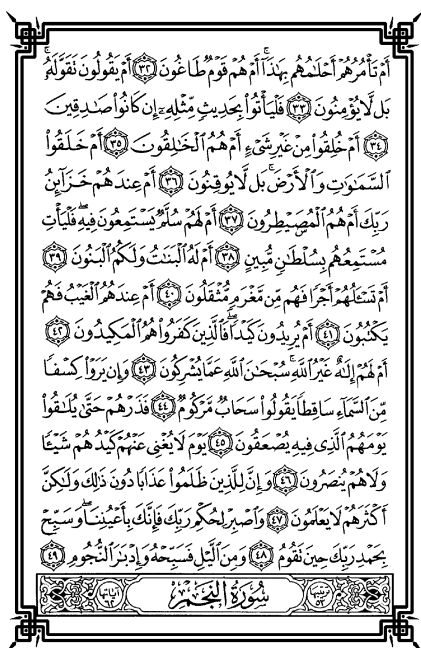 أَمْ تَأْمُرُهُمْ أَحْلَٰمُهُم بِهَٰذَآ ۚ أَمْ هُمْ قَوْمٌ طَاغُونَ ٣٢ أَمْ يَقُولُونَ تَقَوَّلَهُۥ ۚ
بَل لَّا يُؤْمِنُونَ ٣٣ فَلْيَأْتُوا۟ بِحَدِيثٍ مِّثْلِهِۦٓ إِن كَانُوا۟ صَٰدِقِينَ
٣٤ أَمْ خُلِقُوا۟ مِنْ غَيْرِ شَىْءٍ أَمْ هُمُ ٱلْخَٰلِقُونَ ٣٥ أَمْ خَلَقُوا۟
ٱلسَّمَٰوَٰتِ وَٱلْأَرْضَ ۚ بَل لَّا يُوقِنُونَ ٣٦ أَمْ عِندَهُمْ خَزَآئِنُ
رَبِّكَ أَمْ هُمُ ٱلْمُصَۜيْطِرُونَ ٣٧ أَمْ لَهُمْ سُلَّمٌ يَسْتَمِعُونَ فِيهِ ۖ فَلْيَأْتِ
مُسْتَمِعُهُم بِسُلْطَٰنٍ مُّبِينٍ ٣٨ أَمْ لَهُ ٱلْبَنَٰتُ وَلَكُمُ ٱلْبَنُونَ ٣٩
أَمْ تَسْـَٔلُهُمْ أَجْرًا فَهُم مِّن مَّغْرَمٍ مُّثْقَلُونَ ٤٠ أَمْ عِندَهُمُ ٱلْغَيْبُ فَهُمْ
يَكْتُبُونَ ٤١ أَمْ يُرِيدُونَ كَيْدًا ۖ فَٱلَّذِينَ كَفَرُوا۟ هُمُ ٱلْمَكِيدُونَ ٤٢
أَمْ لَهُمْ إِلَٰهٌ غَيْرُ ٱللَّهِ ۚ سُبْحَٰنَ ٱللَّهِ عَمَّا يُشْرِكُونَ ٤٣ وَإِن يَرَوْا۟ كِسْفًا
مِّنَ ٱلسَّمَآءِ سَاقِطًا يَقُولُوا۟ سَحَابٌ مَّرْكُومٌ ٤٤ فَذَرْهُمْ حَتَّىٰ يُلَٰقُوا۟
يَوْمَهُمُ ٱلَّذِى فِيهِ يُصْعَقُونَ ٤٥ يَوْمَ لَا يُغْنِى عَنْهُمْ كَيْدُهُمْ شَيْـًٔا
وَلَا هُمْ يُنصَرُونَ ٤٦ وَإِنَّ لِلَّذِينَ ظَلَمُوا۟ عَذَابًا دُونَ ذَٰلِكَ وَلَٰكِنَّ
أَكْثَرَهُمْ لَا يَعْلَمُونَ ٤٧ وَٱصْبِرْ لِحُكْمِ رَبِّكَ فَإِنَّكَ بِأَعْيُنِنَا ۖ وَسَبِّحْ
بِحَمْدِ رَبِّكَ حِينَ تَقُومُ ٤٨ وَمِنَ ٱلَّيْلِ فَسَبِّحْهُ وَإِدْبَٰرَ ٱلنُّجُومِ ٤٩
ترتيبها ٥٣ سُورَةُ النَّجْمِ آياتها ٦٢